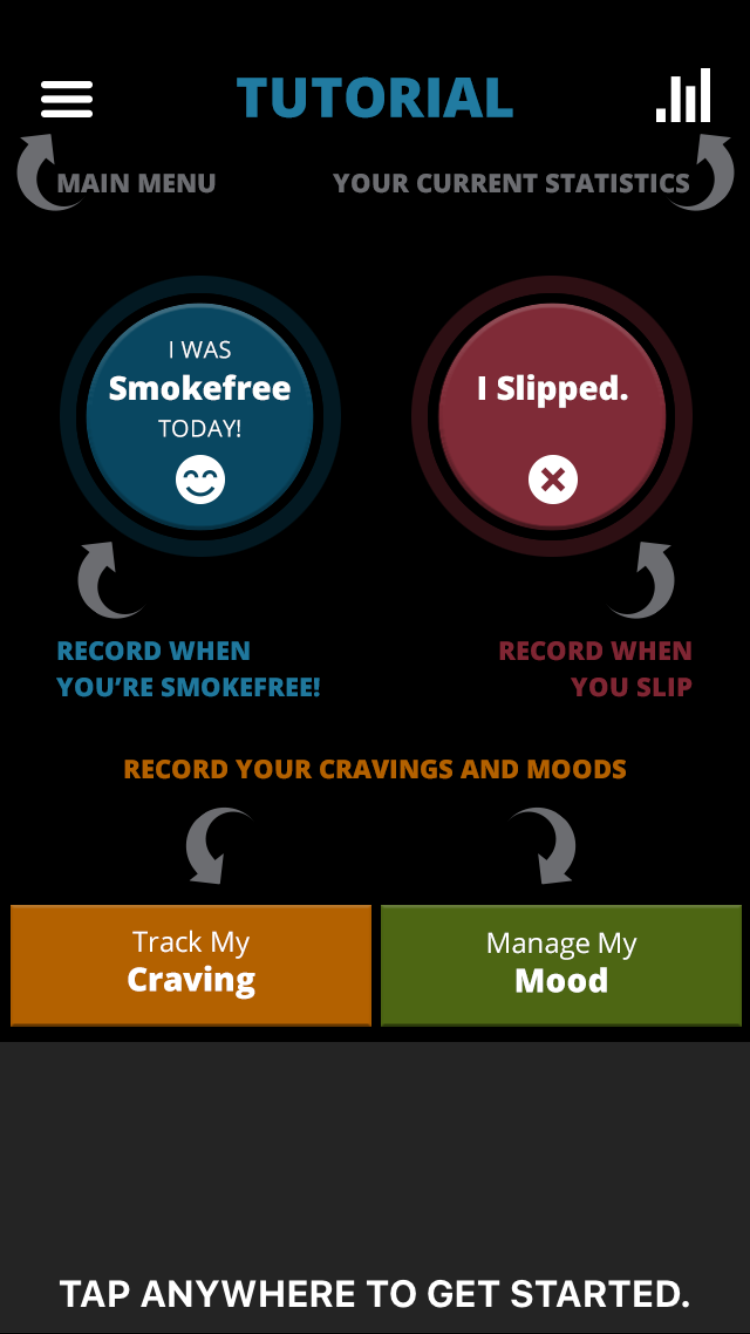 TUTORIAL
MAIN MENU
YOUR CURRENT STATISTICS
I WAS
Smokefree
TODAY!
I Slipped.
RECORD WHEN
YOU’RE SMOKEFREE!
RECORD WHEN
YOU SLIP
RECORD YOUR CRAVINGS AND MOODS
Track My
Craving
Manage My
Mood
TAP ANYWHERE TO GET STARTED.